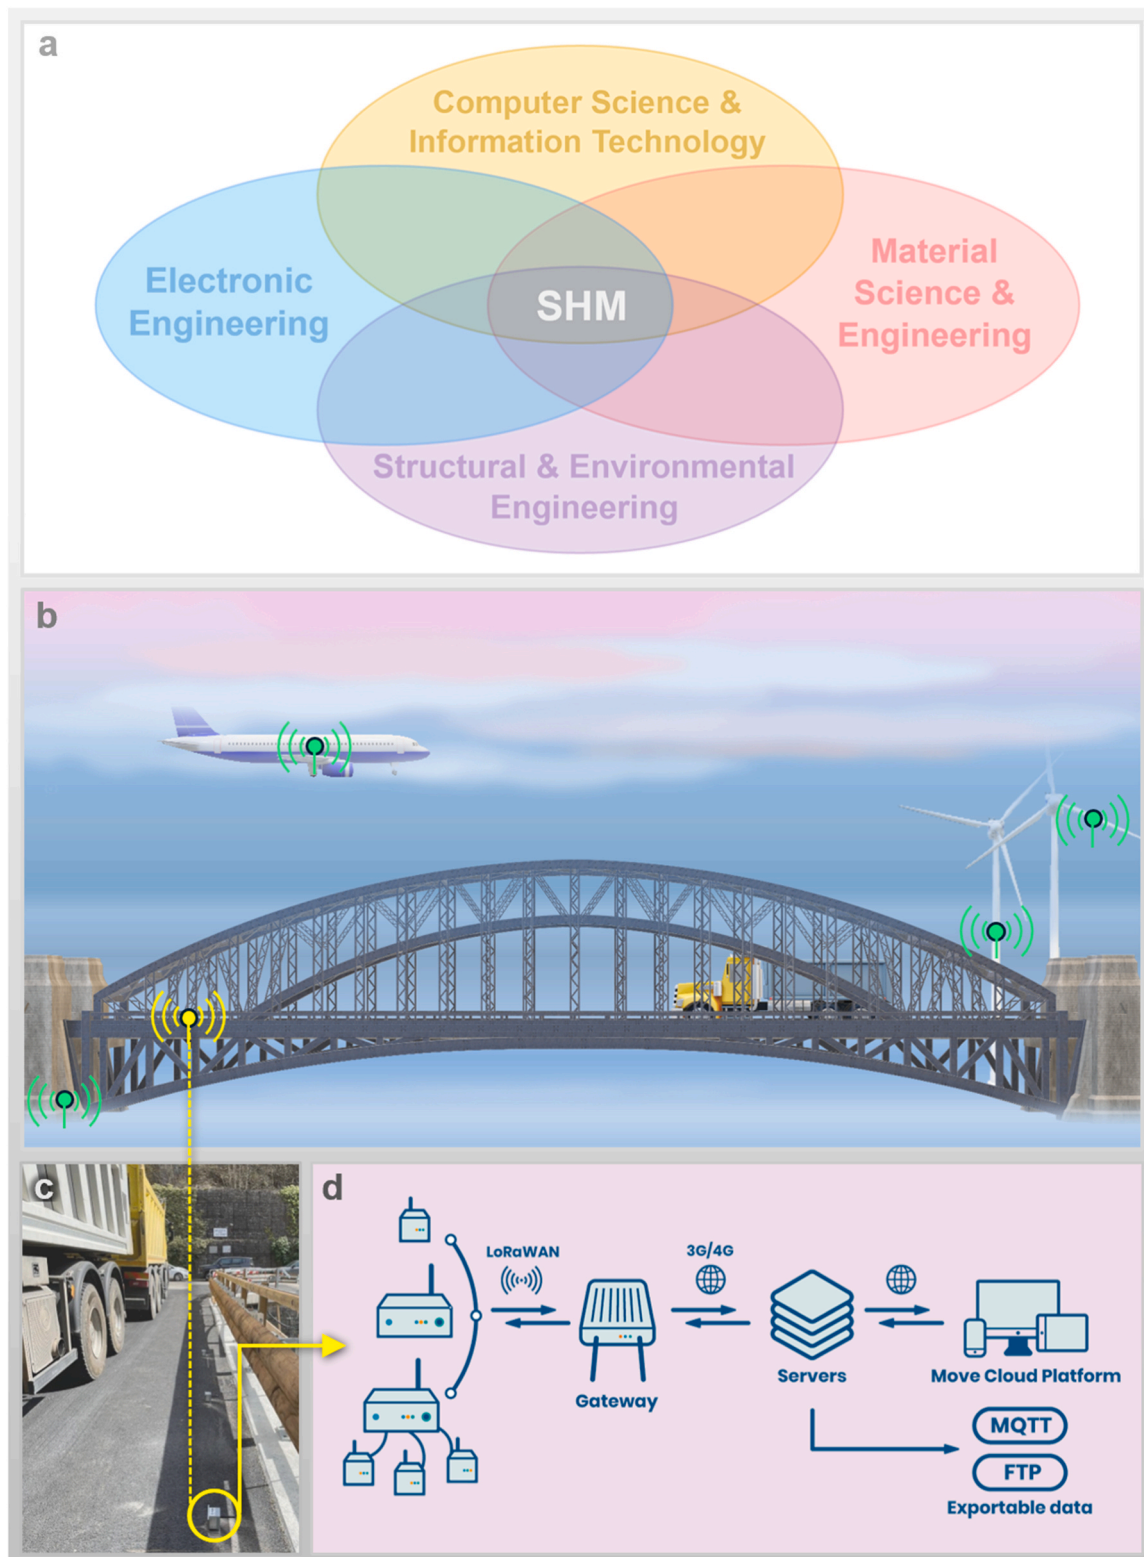 a
Computer Science &
Information Technology
Electronic
Engineering
SHM
Material
Science &
Engineering
Structural & Environmental
Engineering
b
c
d
LoRaWAN
3G/4G
Gateway
Servers
Move Cloud Platform
MQTT
FTP
Exportable data